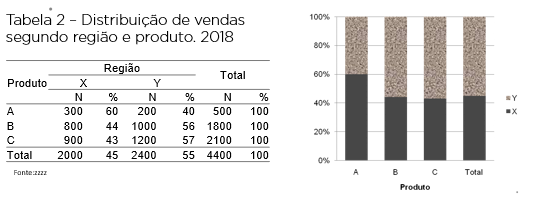 Tabela 2 – Distribuição de vendas
segundo região e produto. 2018
Produto Região Total
X Y
N % N % N %
A 300 60 200 40 500 100
B 800 44 1000 56 1800 100
C 900 43 1200 57 2100 100
Total 2000 45 2400 55 4400 100
Fonte:zzzz
100%
80%
60%
40%
20%
0%
A B C Total
Produto
Y
X